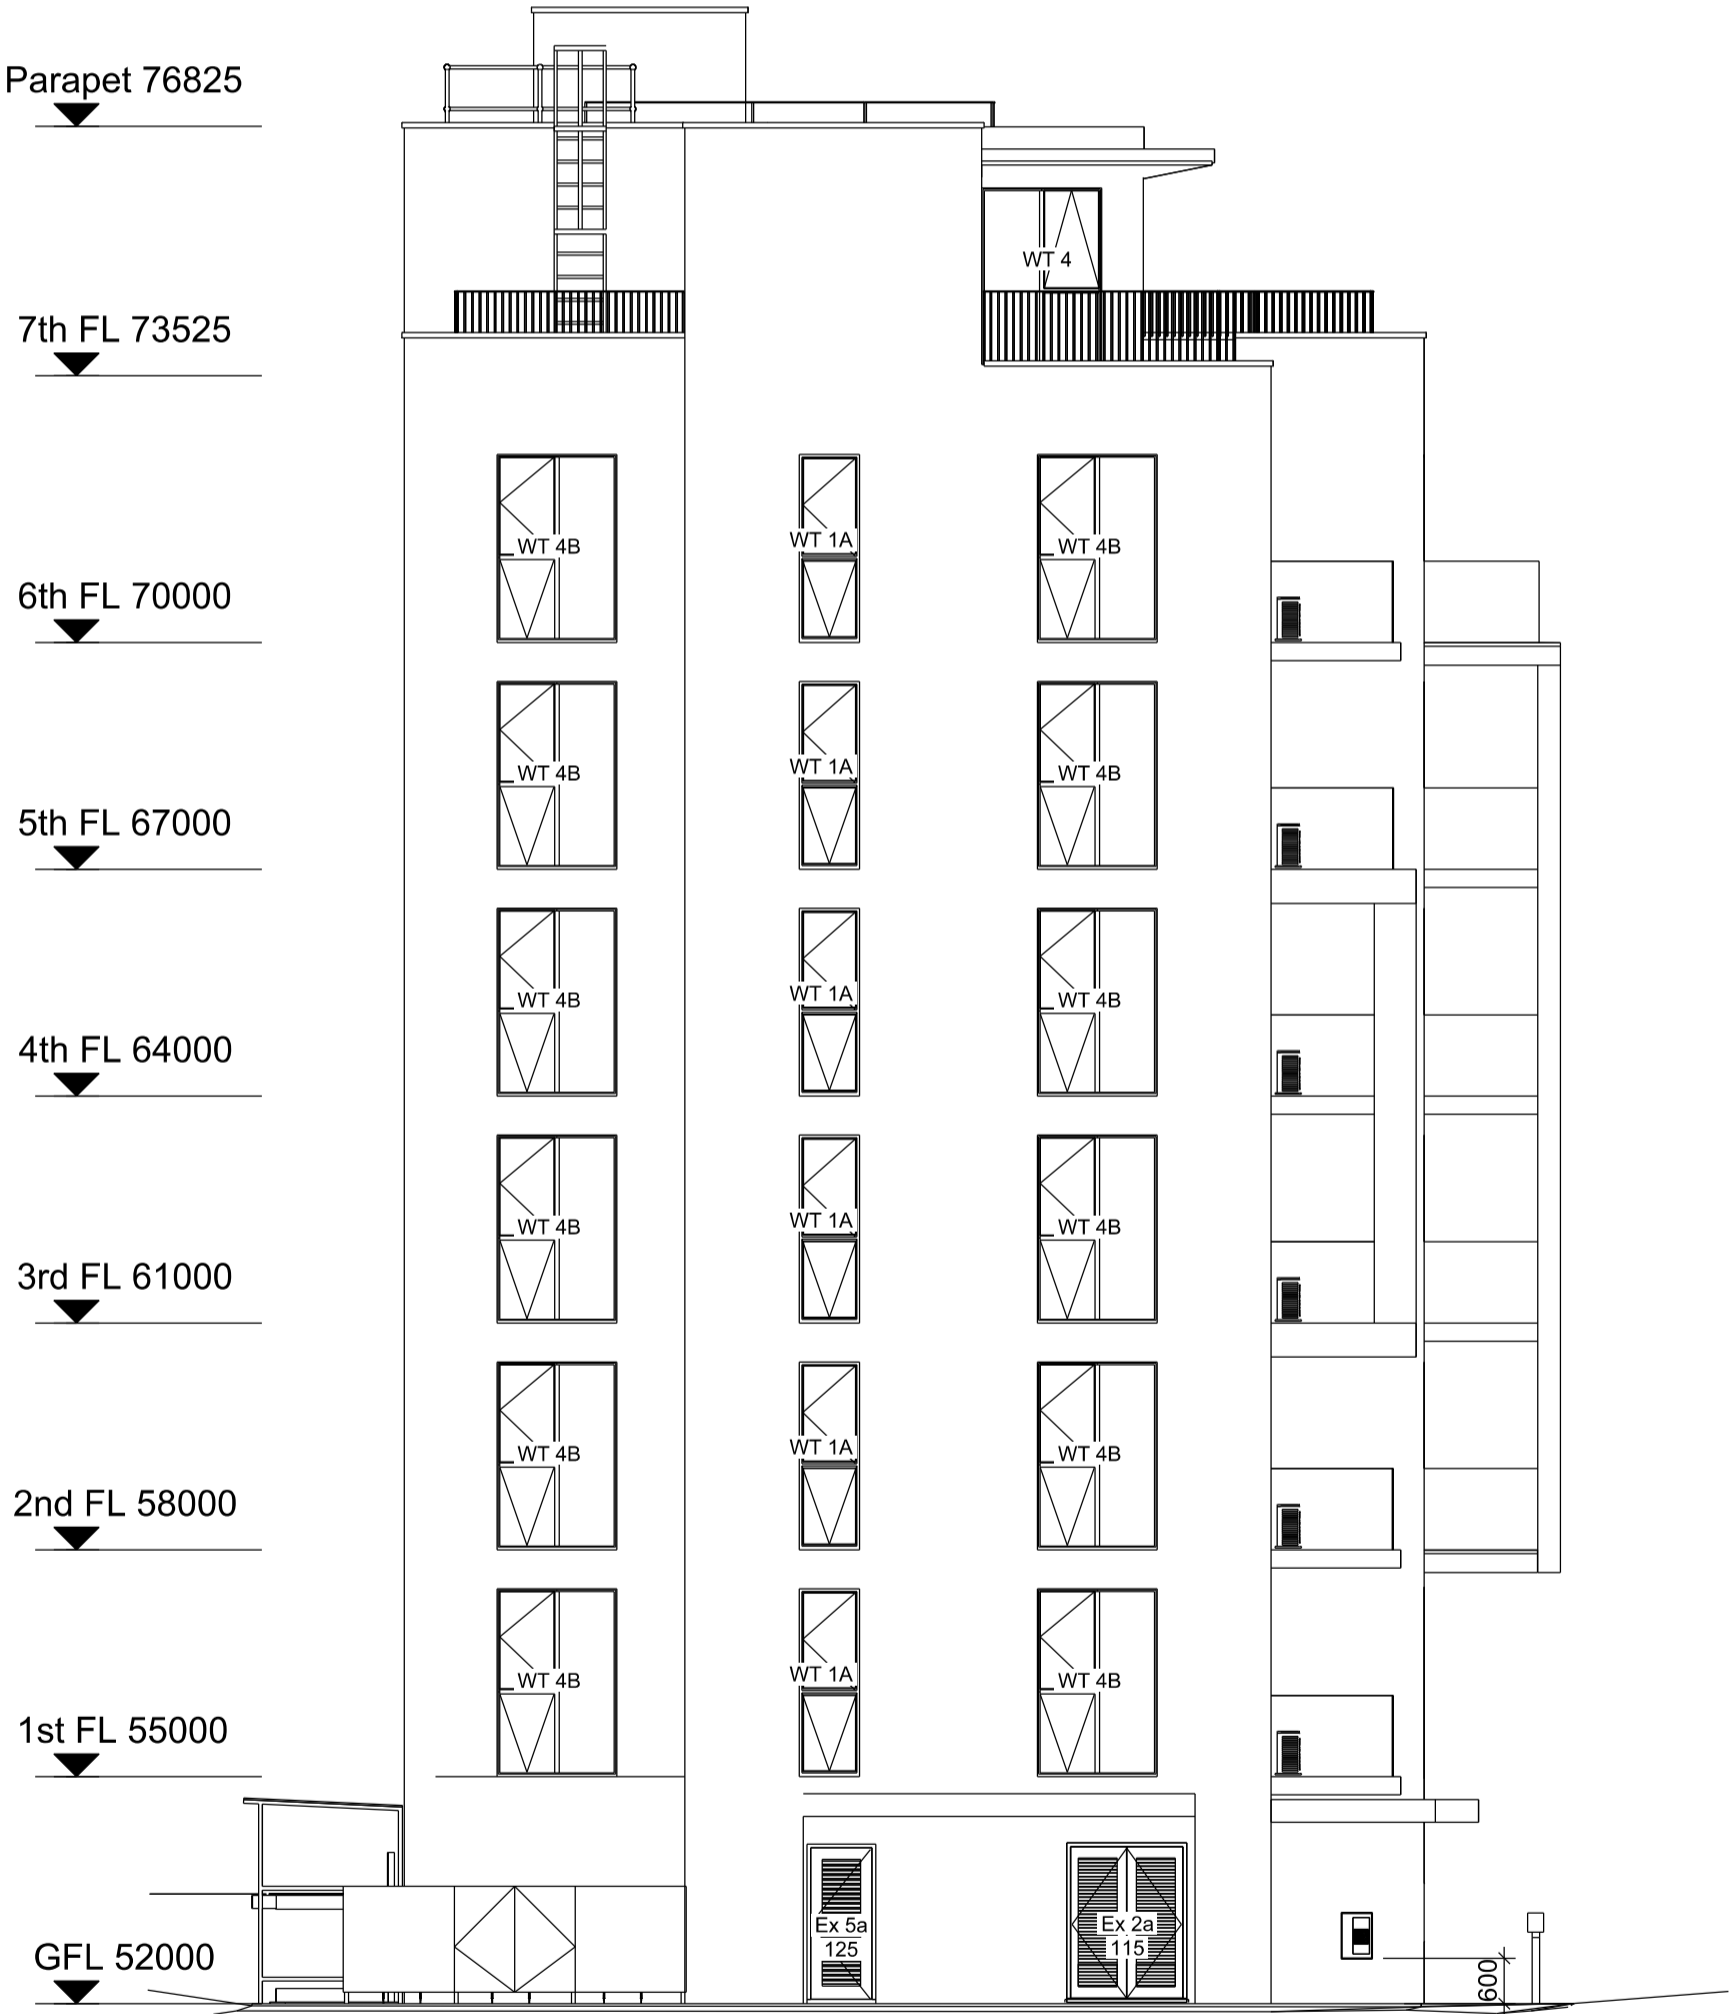 Parapet 76825
WT 4
7th FL 73525
WT 4B
WT 1A
WT 4B
6th FL 70000
WT 4B
WT 1A
WT 4B
5th FL 67000
WT 4B
WT 1A
WT 4B
4th FL 64000
WT 4B
WT 1A
WT 4B
3rd FL 61000
WT 4B
WT 1A
WT 4B
2nd FL 58000
WT 4B
WT 1A
WT 4B
1st FL 55000
Ex 5a
125
Ex 2a
115
GFL 52000
600